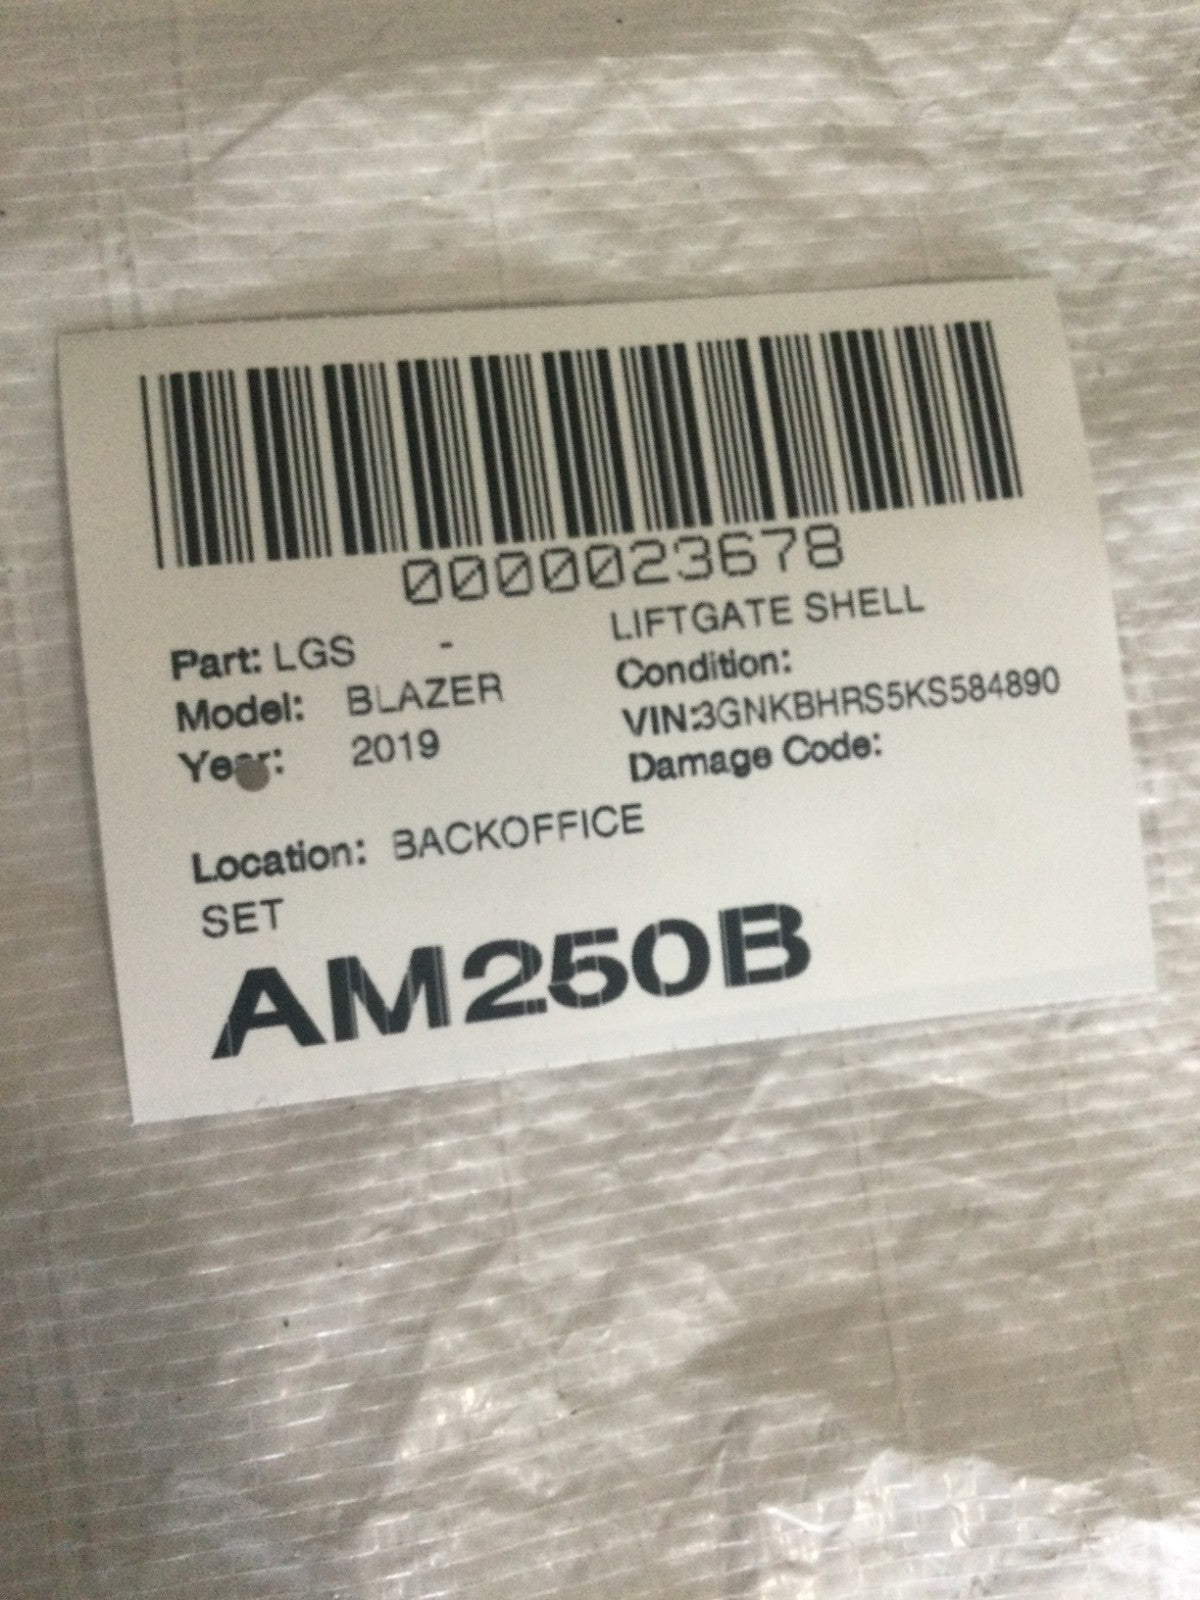 0000023678
Part: LGS - LIFTGATE SHELL
Model: BLAZER Condition:
Year: 2019 VIN:3GNKBHRS5KS584890
Damage Code:
Location: BACKOFFICE
SET
AM250B